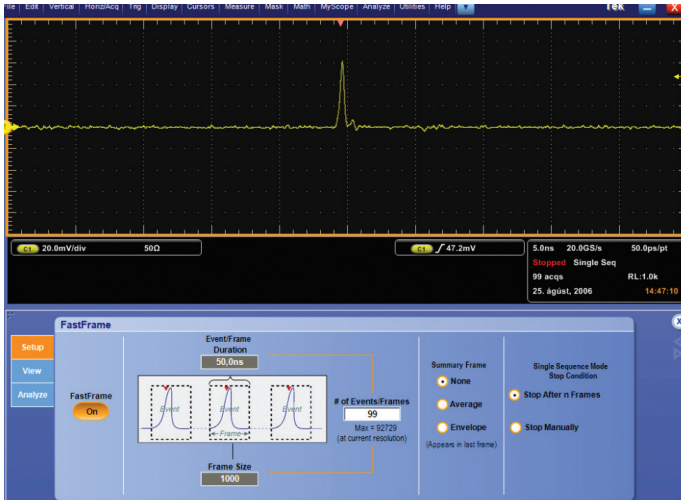 File Edit Vertical Horiz/Acq Trig Display Cursors Measure Mask Math MyScope Analyze Utilities Help
Tek
X
C1 20.0mV/div 50Ω
C1 47.2mV
5.0ns 20.0GS/s 50.0ps/pt
Stopped Single Seq
99 acqs RL:1.0k
25. ágúst, 2006 14:47:10
FastFrame
X
Setup
View
Analyze
FastFrame
On
Event/Frame
Duration
50,0ns
Event Event Event
Frame
Frame Size
1000
# of Events/Frames
99
Max = 92729
(at current resolution)
Summary Frame
None
Average
Envelope
(Appears in last frame)
Single Sequence Mode
Stop Condition
Stop After n Frames
Stop Manually